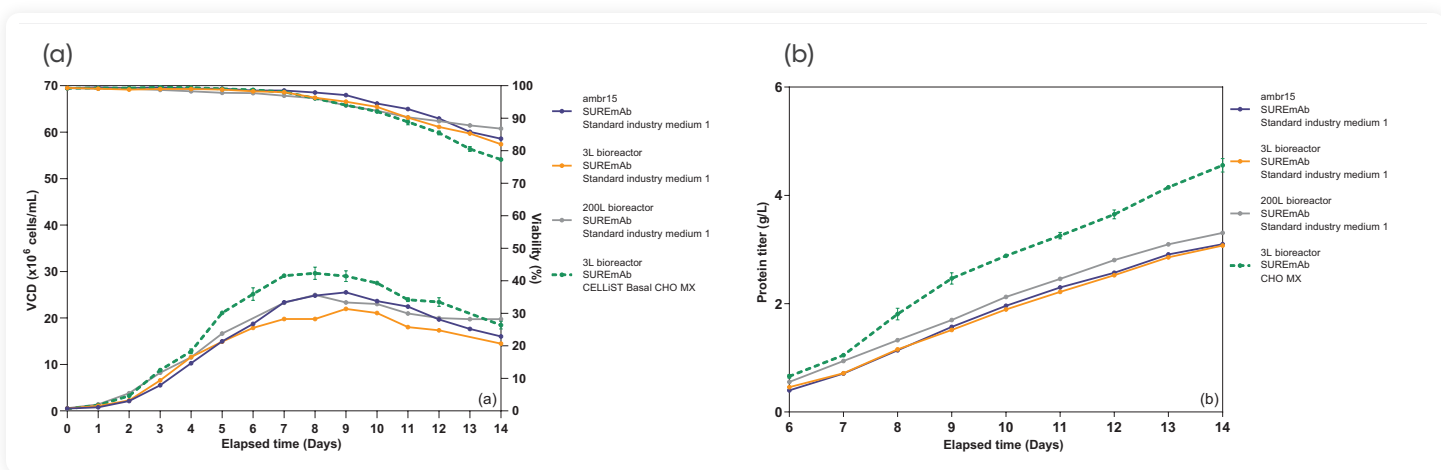 (a)
70
60
50
40
30
20
10
0
VCD (x10⁶ cells/mL)
100
90
80
70
60
50
40
30
20
10
0
Viability (%)
0 1 2 3 4 5 6 7 8 9 10 11 12 13 14
Elapsed time (Days)
(a)
ambr15
SUREmAb
Standard industry medium 1
3L bioreactor
SUREmAb
Standard industry medium 1
200L bioreactor
SUREmAb
Standard industry medium 1
3L bioreactor
SUREmAb
CELLiST Basal CHO MX
(b)
6
4
2
0
Protein titer (g/L)
6 7 8 9 10 11 12 13 14
Elapsed time (Days)
(b)
ambr15
SUREmAb
Standard industry medium 1
3L bioreactor
SUREmAb
Standard industry medium 1
200L bioreactor
SUREmAb
Standard industry medium 1
3L bioreactor
SUREmAb
CHO MX